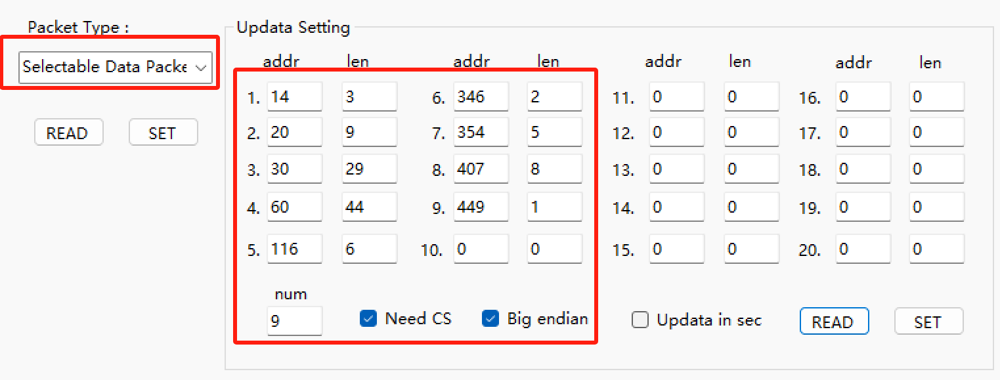 Packet Type :
Updata Setting
Selectable Data Packe
READ SET
addr len addr len addr len addr len
1. 14 3 6. 346 2 11. 0 0 16. 0 0
2. 20 9 7. 354 5 12. 0 0 17. 0 0
3. 30 29 8. 407 8 13. 0 0 18. 0 0
4. 60 44 9. 449 1 14. 0 0 19. 0 0
5. 116 6 10. 0 0 15. 0 0 20. 0 0
num
9 Need CS Big endian Updata in sec READ SET